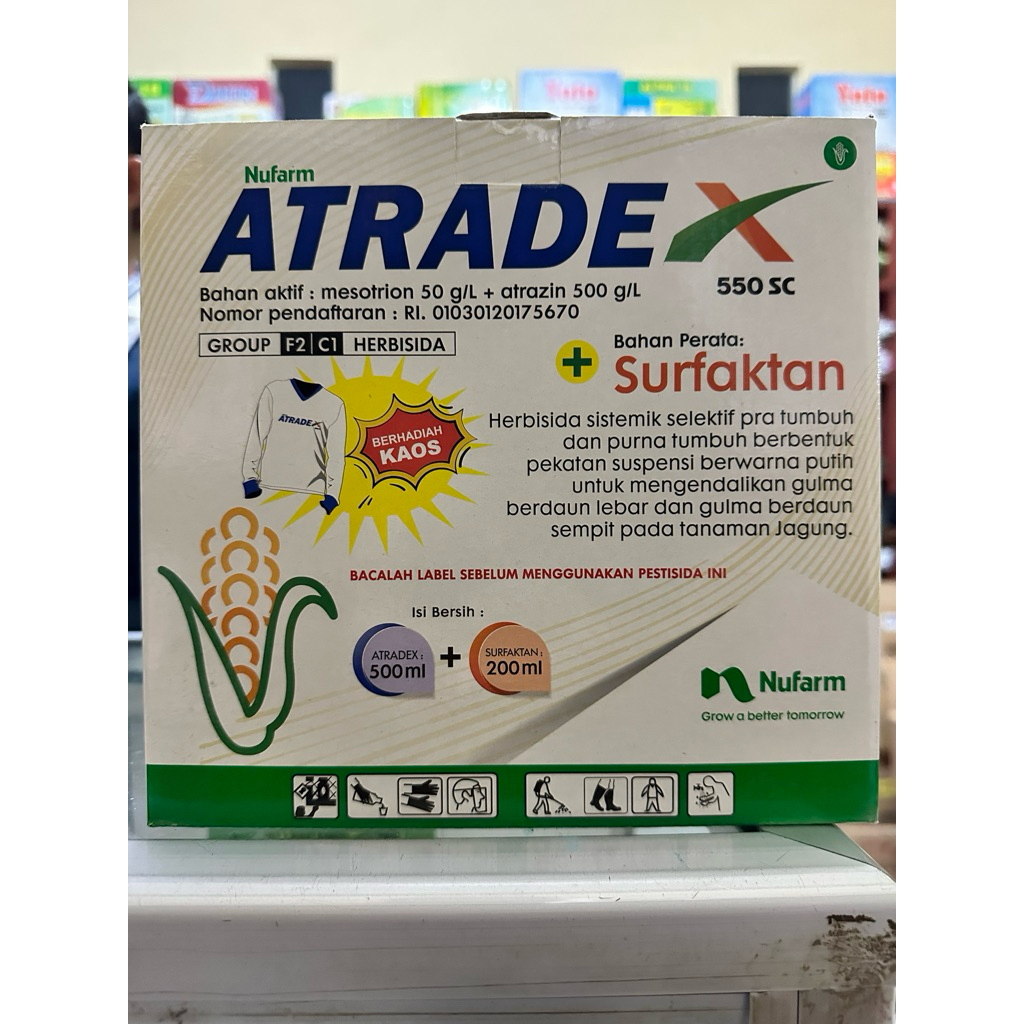 Nufarm
ATRADEX
550 SC
Bahan aktif : mesotrion 50 g/L + atrazin 500 g/L
Nomor pendaftaran : RI. 01030120175670
GROUP F2 C1 HERBISIDA
+ Bahan Perata:
Surfaktan
ATRADEX
BERHADIAH
KAOS
Herbisida sistemik selektif pra tumbuh
dan purna tumbuh berbentuk
pekatan suspensi berwarna putih
untuk mengendalikan gulma
berdaun lebar dan gulma berdaun
sempit pada tanaman Jagung.
BACALAH LABEL SEBELUM MENGGUNAKAN PESTISIDA INI
Isi Bersih :
ATRADEX :
500ml
+
SURFAKTAN :
200ml
Nufarm
Grow a better tomorrow